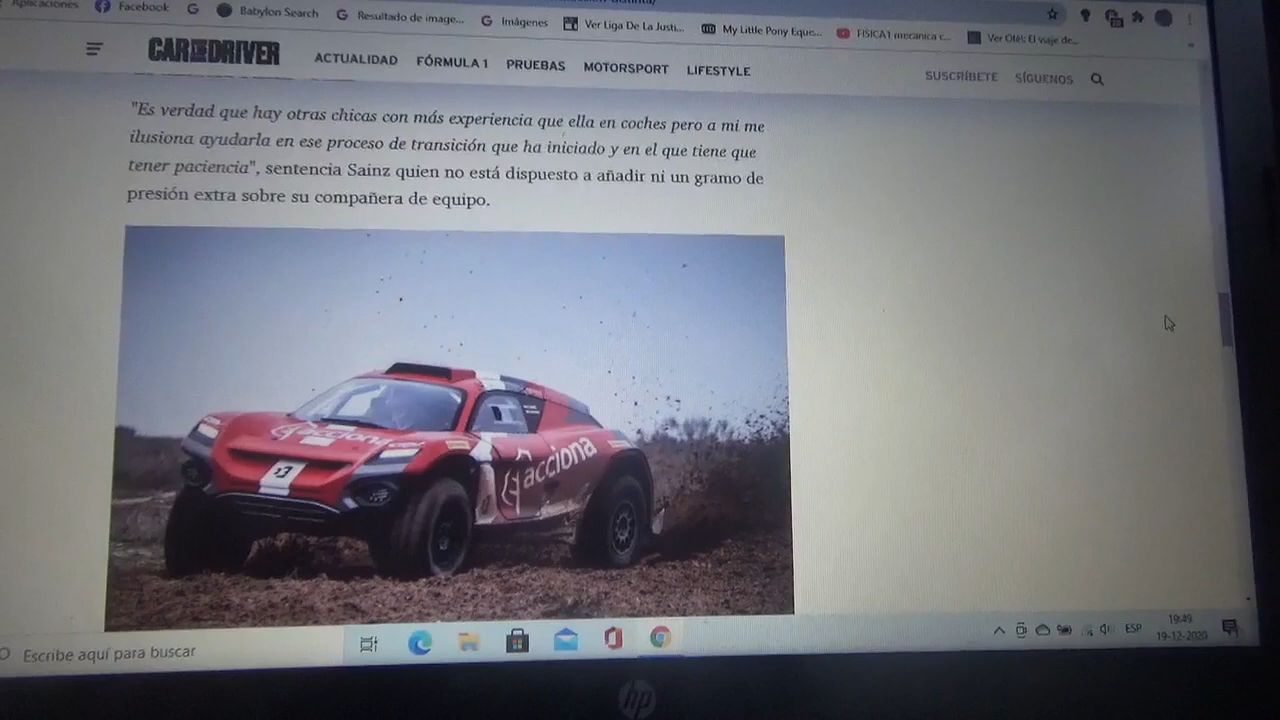 Aplicaciones Facebook Babylon Search Resultado de image... Imágenes Ver Liga De La Justi... My Little Pony Eque... FISICA1 mecanica c... Ver Olé!: El viaje de...
CAR AND DRIVER ACTUALIDAD FÓRMULA 1 PRUEBAS MOTORSPORT LIFESTYLE SUSCRÍBETE SÍGUENOS
"Es verdad que hay otras chicas con más experiencia que ella en coches pero a mi me
ilusiona ayudarla en ese proceso de transición que ha iniciado y en el que tiene que
tener paciencia", sentencia Sainz quien no está dispuesto a añadir ni un gramo de
presión extra sobre su compañera de equipo.
acciona
acciona
Escribe aquí para buscar
ESP
19:49
19-12-2020
hp